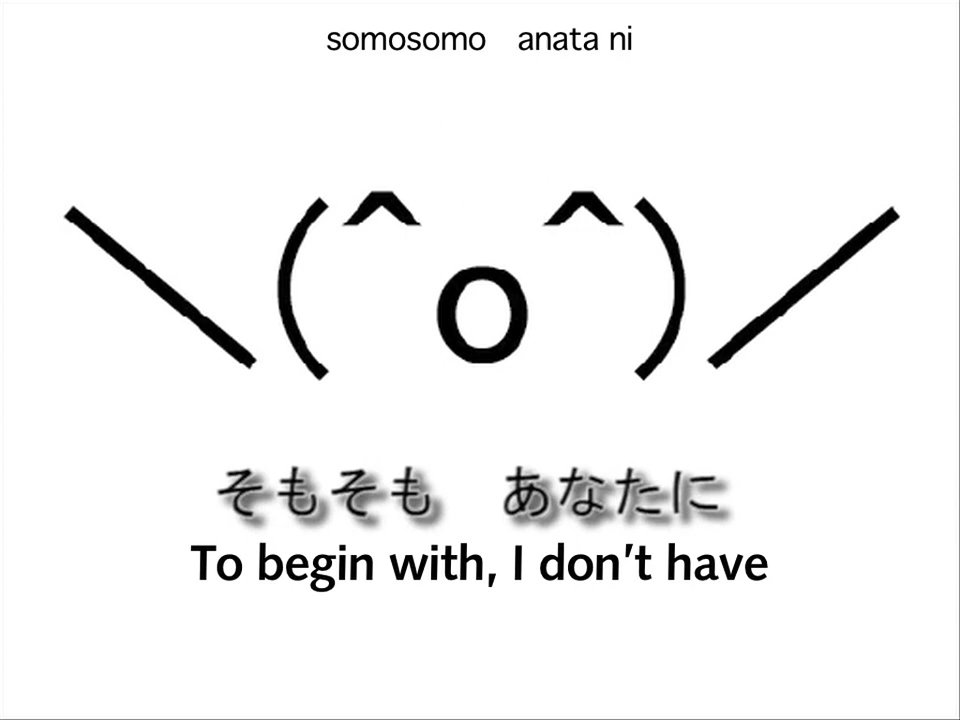 somosomo　anata ni
＼(^o^)／
そもそも　あなたに
To begin with, I don't have